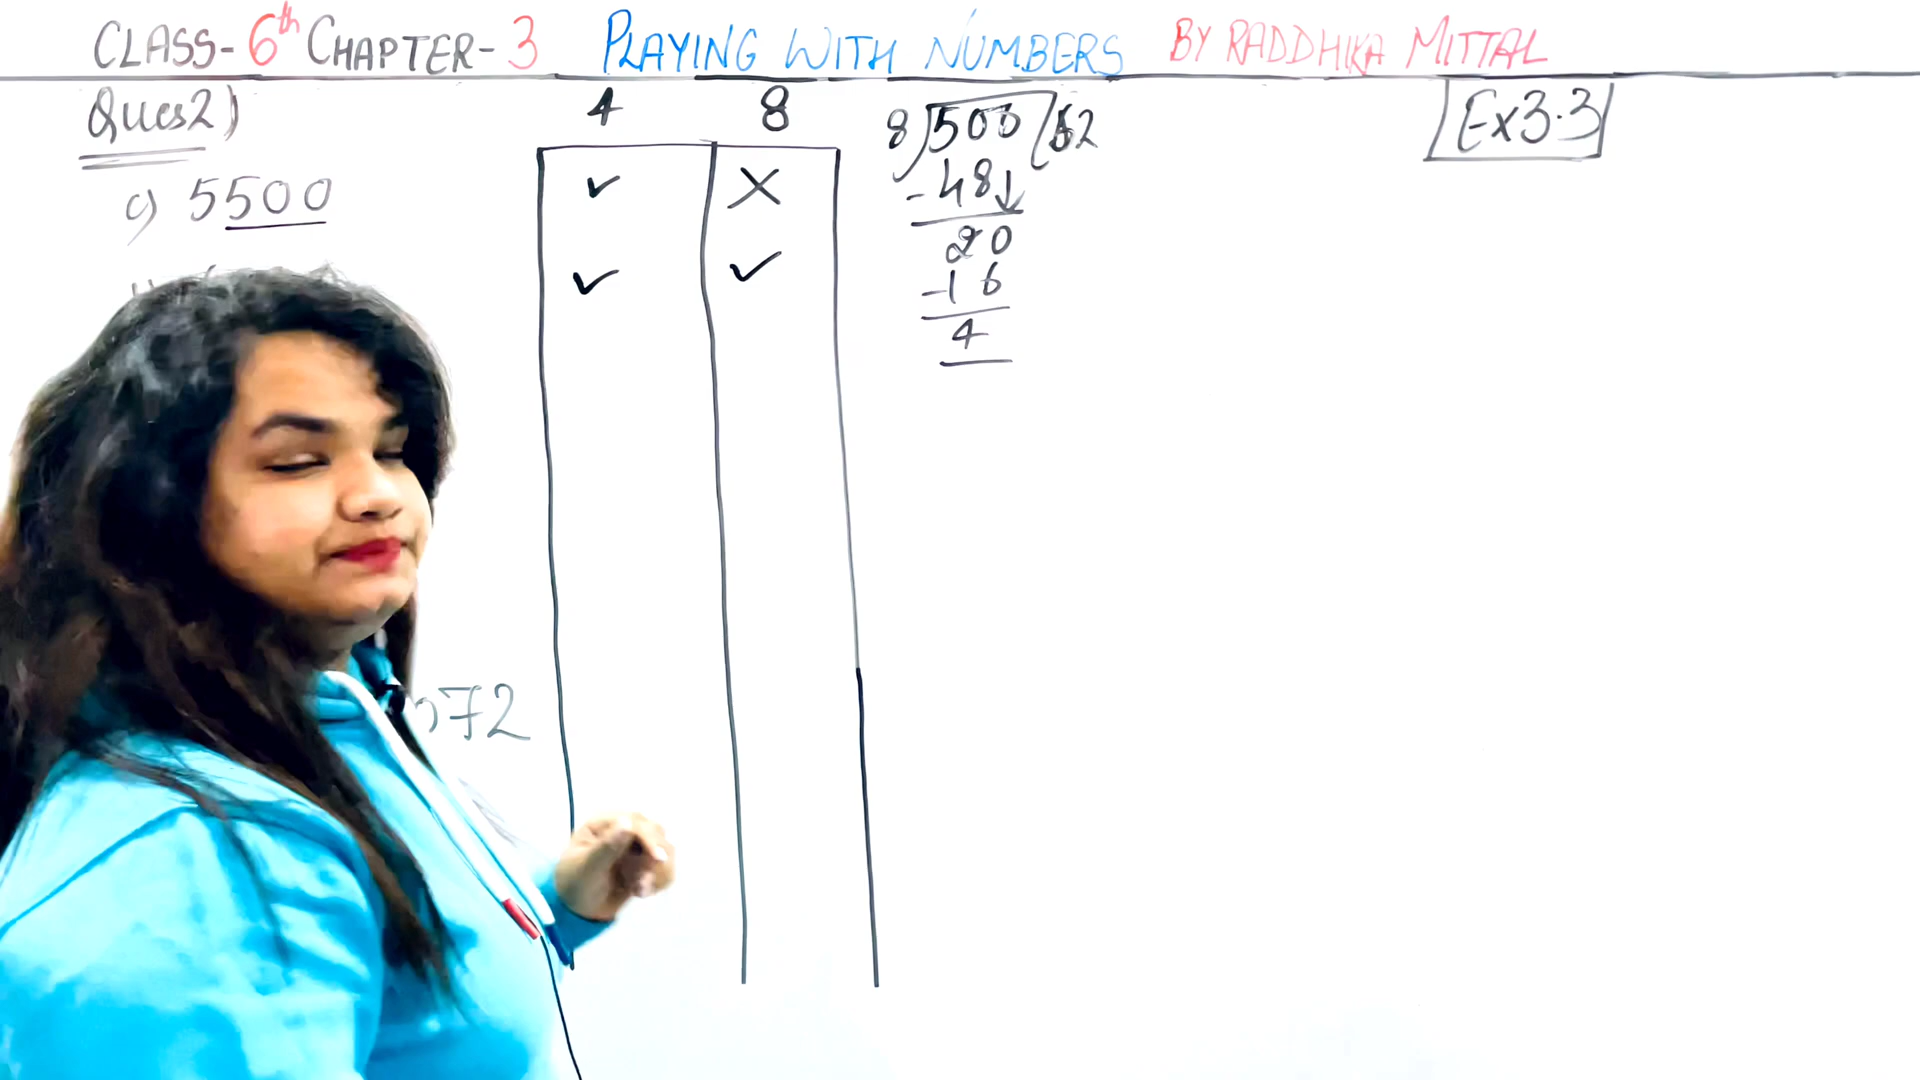 CLASS-6th CHAPTER-3 PLAYING WITH NUMBERS BY RADDHIKA MITTAL
Ques2)
4 8
Ex3.3
c) 5500
✓ X
✓ ✓
8)500(62
-48↓
20
-16
4
572